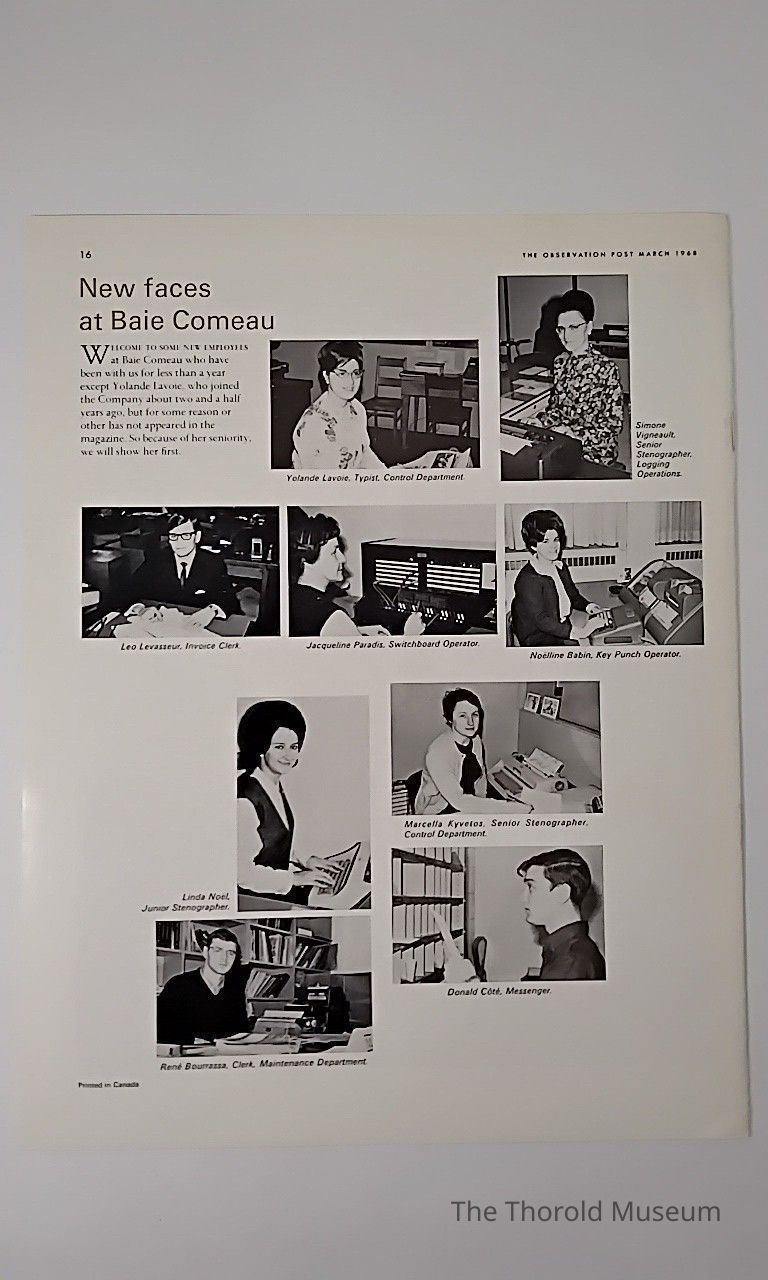 16
THE OBSERVATION POST MARCH 1968
New faces
at Baie Comeau
WELCOME TO SOME NEW EMPLOYEES
at Baie Comeau who have
been with us for less than a year
except Yolande Lavoie, who joined
the Company about two and a half
years ago, but for some reason or
other has not appeared in the
magazine. So because of her seniority,
we will show her first.
Yolande Lavoie, Typist, Control Department.
Simone
Vigneault,
Senior
Stenographer,
Logging
Operations.
Leo Levasseur, Invoice Clerk.
Jacqueline Paradis, Switchboard Operator.
Noëlline Babin, Key Punch Operator.
Marcella Kyvetos, Senior Stenographer,
Control Department.
Linda Noel,
Junior Stenographer.
Donald Côté, Messenger.
René Bourrassa, Clerk, Maintenance Department.
Printed in Canada
The Thorold Museum